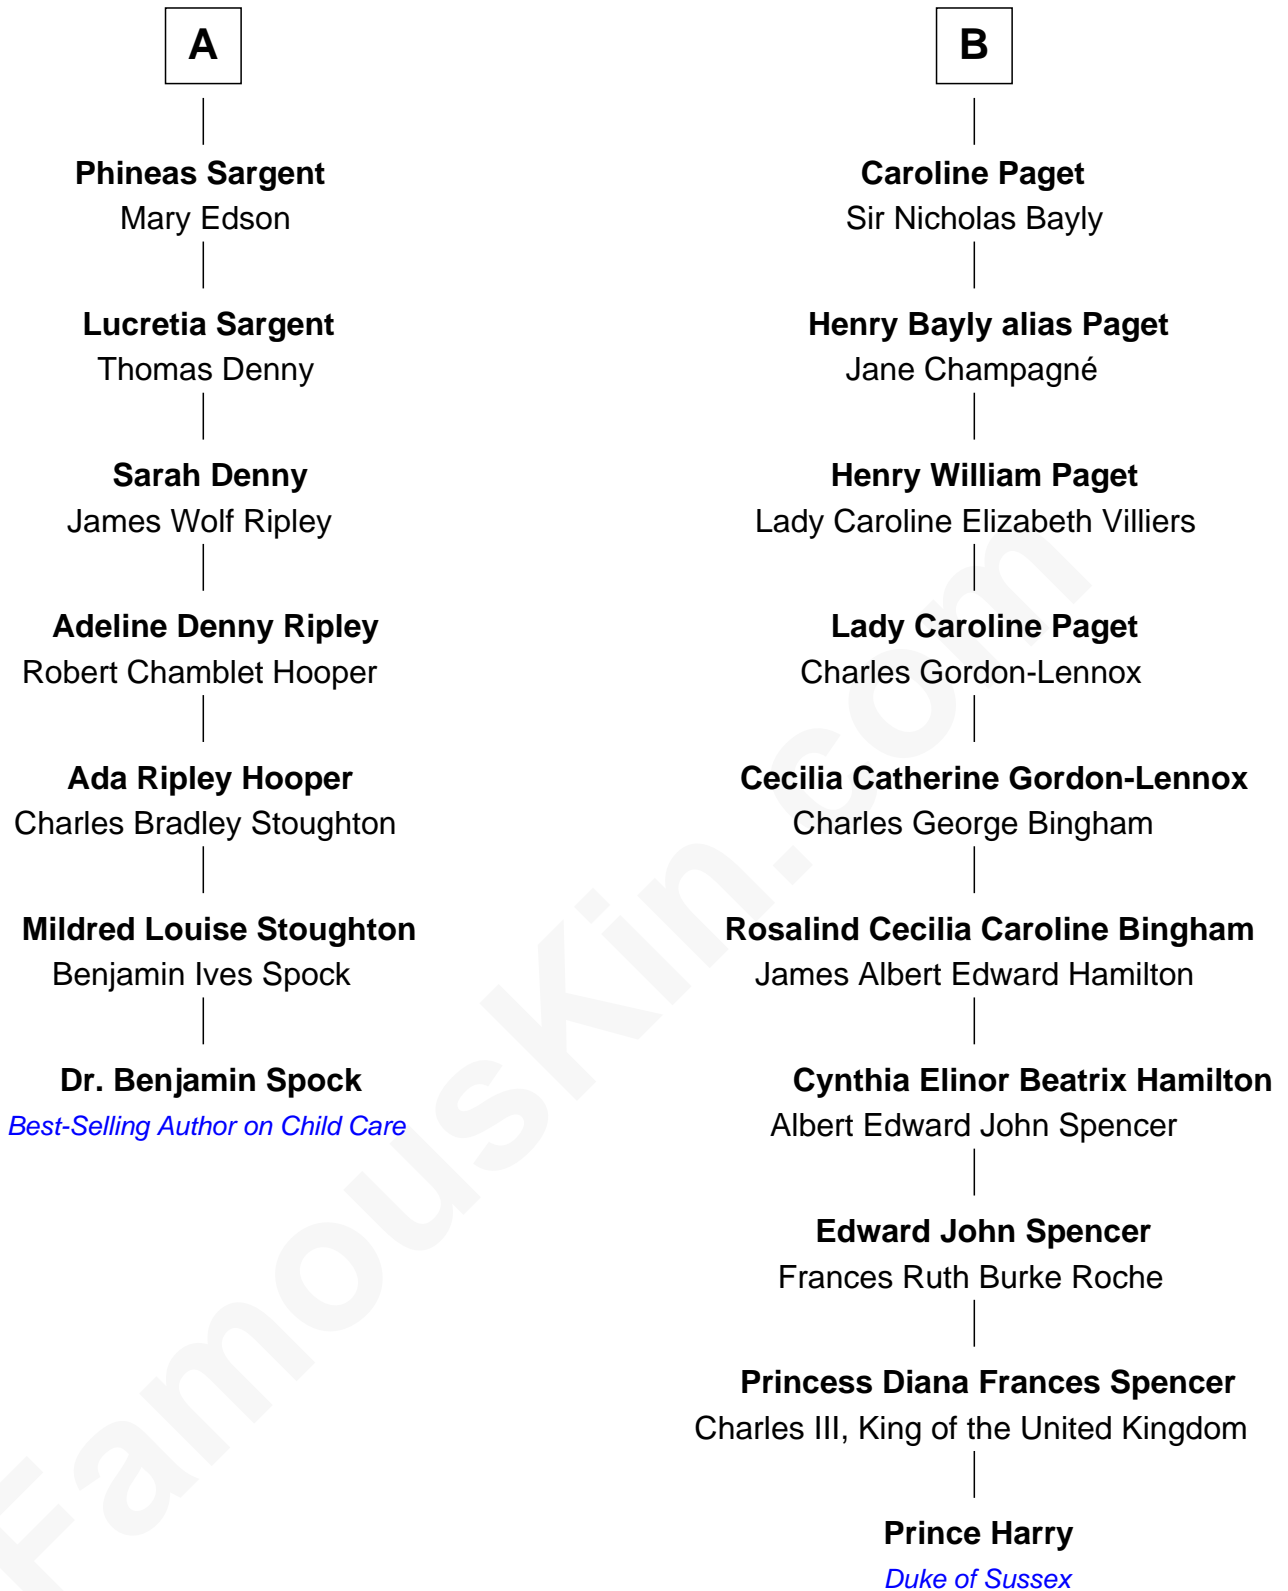 A
Phineas Sargent
Mary Edson
Lucretia Sargent
Thomas Denny
Sarah Denny
James Wolf Ripley
Adeline Denny Ripley
Robert Chamblet Hooper
Ada Ripley Hooper
Charles Bradley Stoughton
Mildred Louise Stoughton
Benjamin Ives Spock
Dr. Benjamin Spock
Best-Selling Author on Child Care
B
Caroline Paget
Sir Nicholas Bayly
Henry Bayly alias Paget
Jane Champagné
Henry William Paget
Lady Caroline Elizabeth Villiers
Lady Caroline Paget
Charles Gordon-Lennox
Cecilia Catherine Gordon-Lennox
Charles George Bingham
Rosalind Cecilia Caroline Bingham
James Albert Edward Hamilton
Cynthia Elinor Beatrix Hamilton
Albert Edward John Spencer
Edward John Spencer
Frances Ruth Burke Roche
Princess Diana Frances Spencer
Charles III, King of the United Kingdom
Prince Harry
Duke of Sussex
FamousKin.com